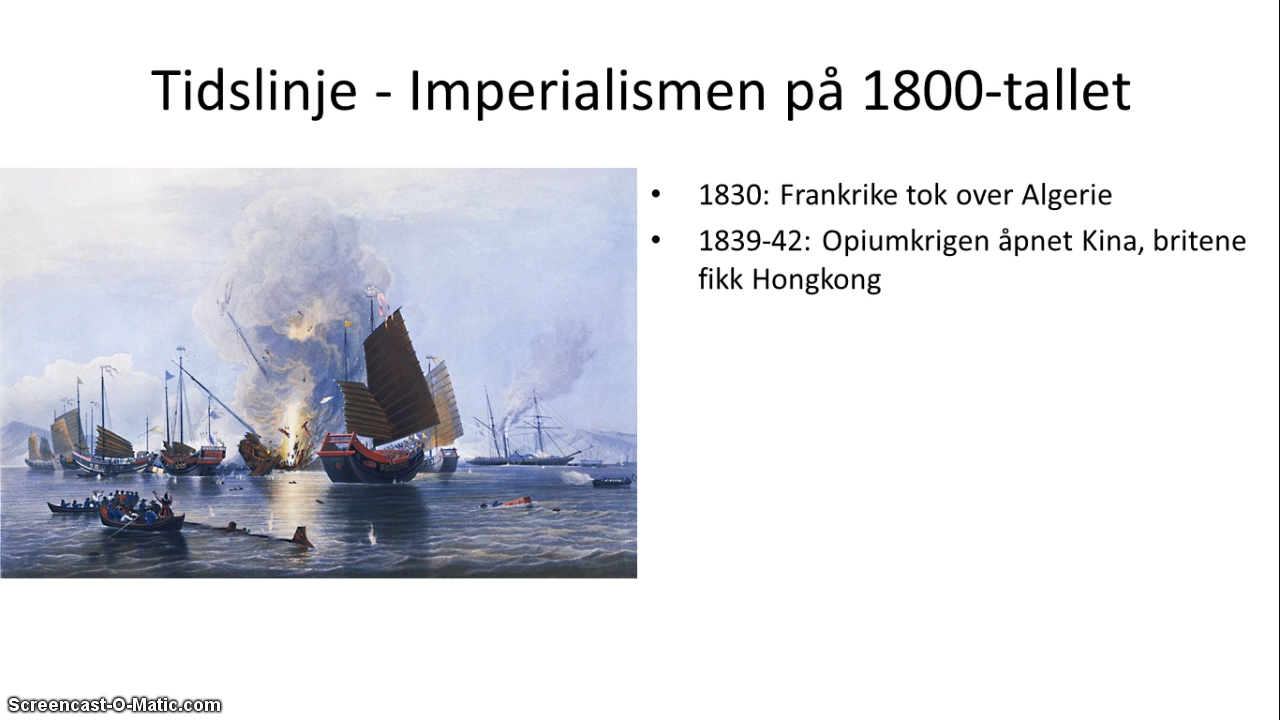 Tidslinje - Imperialismen på 1800-tallet
• 1830: Frankrike tok over Algerie
• 1839-42: Opiumkrigen åpnet Kina, britene
fikk Hongkong
Screencast-O-Matic.com